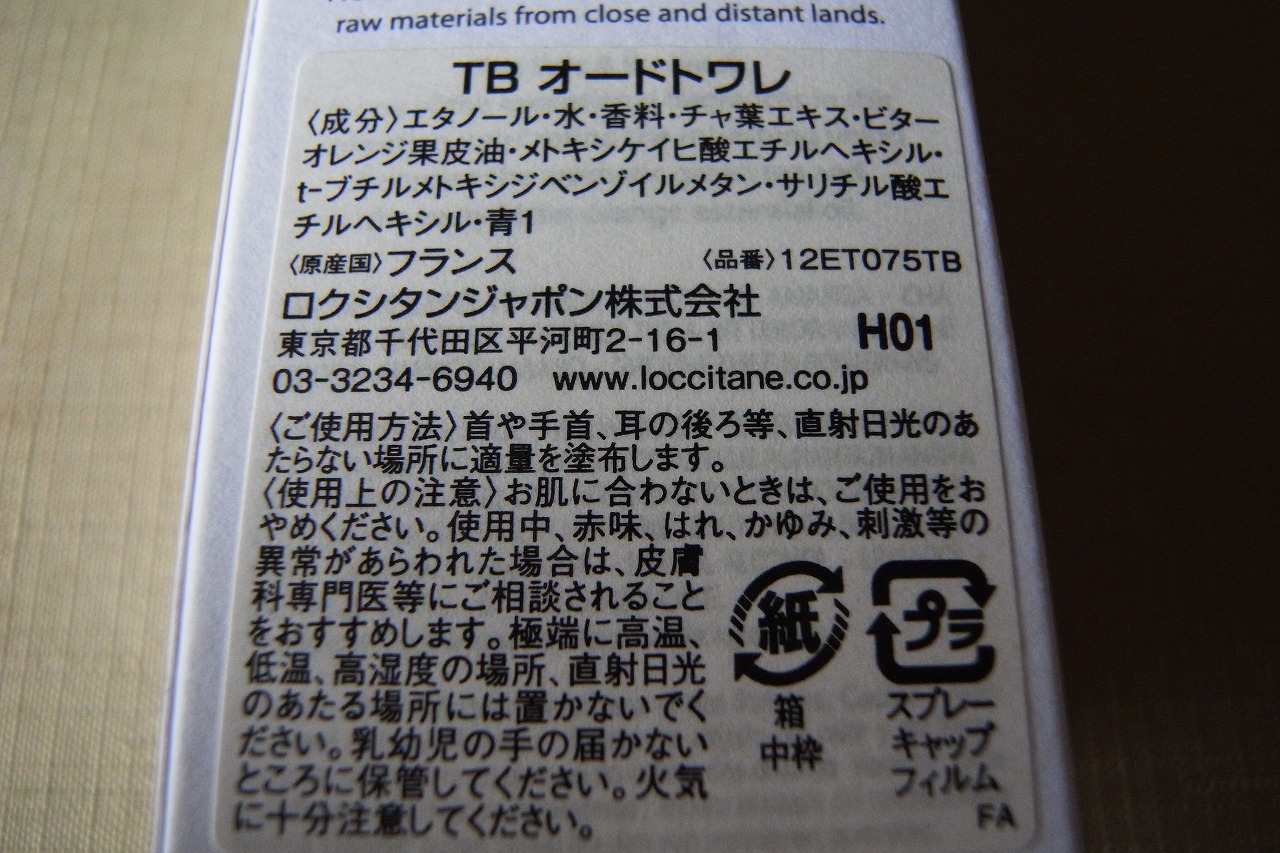 raw materials from close and distant lands.
TB オードトワレ
〈成分〉エタノール・水・香料・チャ葉エキス・ビター
オレンジ果皮油・メトキシケイヒ酸エチルヘキシル・
t-ブチルメトキシジベンゾイルメタン・サリチル酸エ
チルヘキシル・青1
〈原産国〉フランス 〈品番〉12ET075TB
ロクシタンジャポン株式会社
東京都千代田区平河町2-16-1 H01
03-3234-6940 www.loccitane.co.jp
〈ご使用方法〉首や手首、耳の後ろ等、直射日光のあ
たらない場所に適量を塗布します。
〈使用上の注意〉お肌に合わないときは、ご使用をお
やめください。使用中、赤味、はれ、かゆみ、刺激等の
異常があらわれた場合は、皮膚
科専門医等にご相談されること
をおすすめします。極端に高温、
低温、高湿度の場所、直射日光
のあたる場所には置かないでく
ださい。乳幼児の手の届かない
ところに保管してください。火気
に十分注意してください。
紙
箱
中枠
プラ
スプレー
キャップ
フィルム
FA